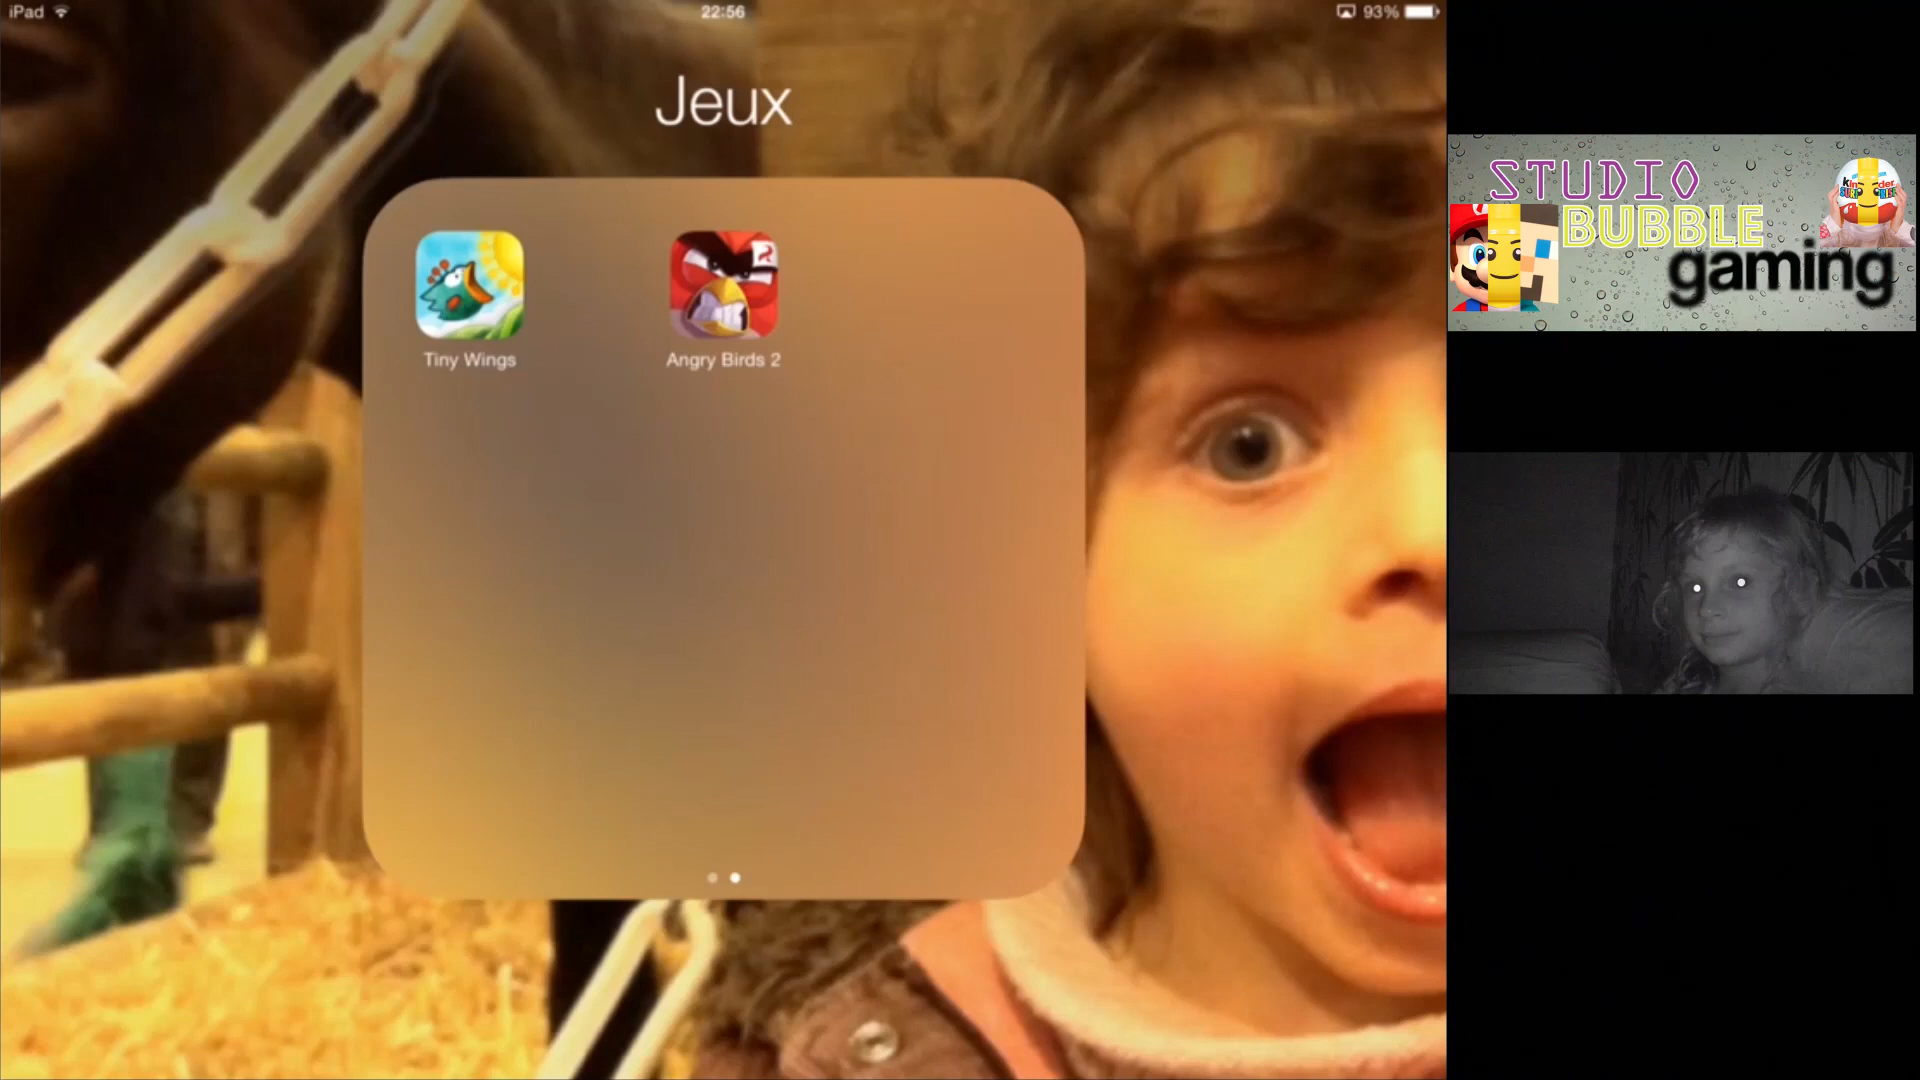 iPad
22:56
93%
Jeux
Tiny Wings
Angry Birds 2
STUDIO
BUBBLE
gaming